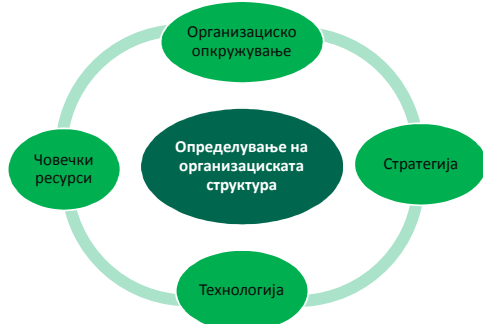 Организациско
опкружување
Човечки
ресурси
Определување на
организациската
структура
Стратегија
Технологија